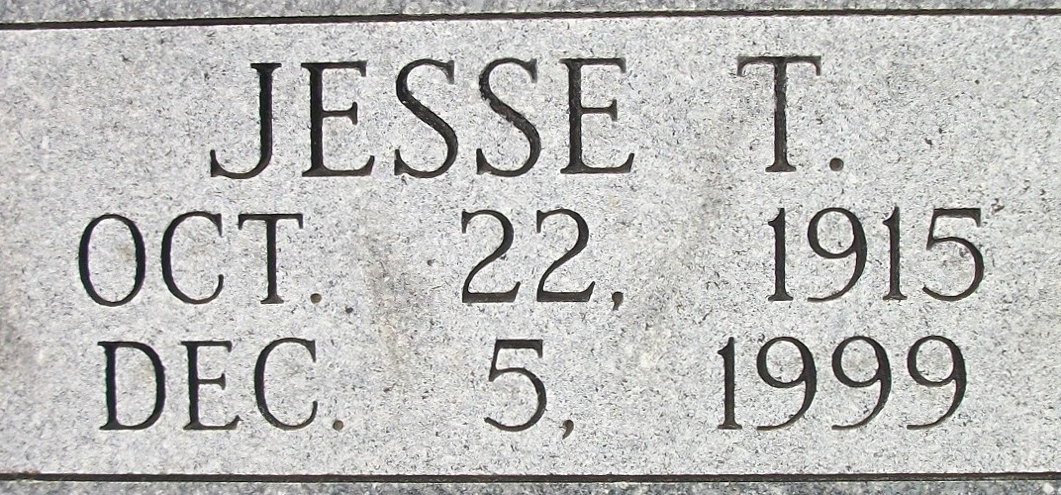 JESSE T.
OCT. 22, 1915
DEC. 5, 1999